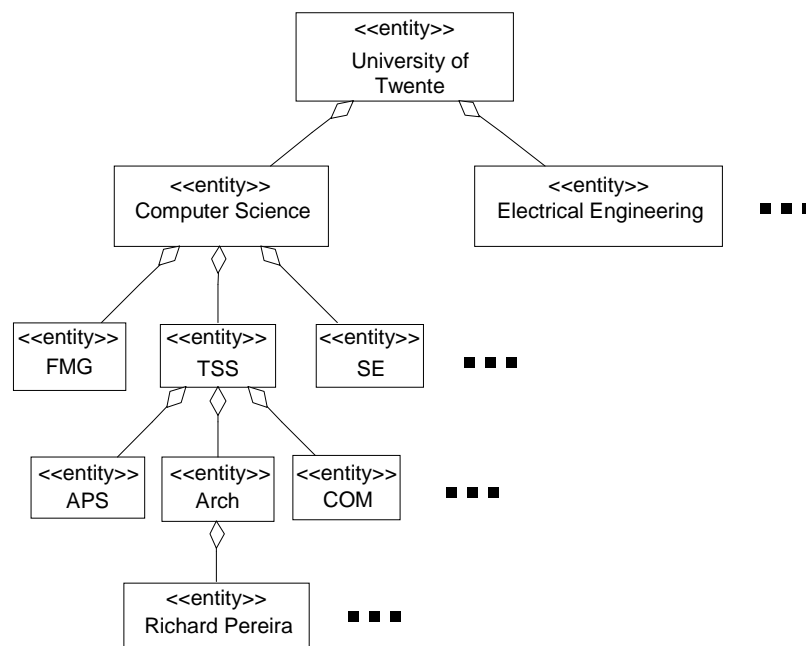 <<entity>>
University of
Twente
<<entity>>
Computer Science
<<entity>>
Electrical Engineering
<<entity>>
FMG
<<entity>>
TSS
<<entity>>
SE
<<entity>>
APS
<<entity>>
Arch
<<entity>>
COM
<<entity>>
Richard Pereira